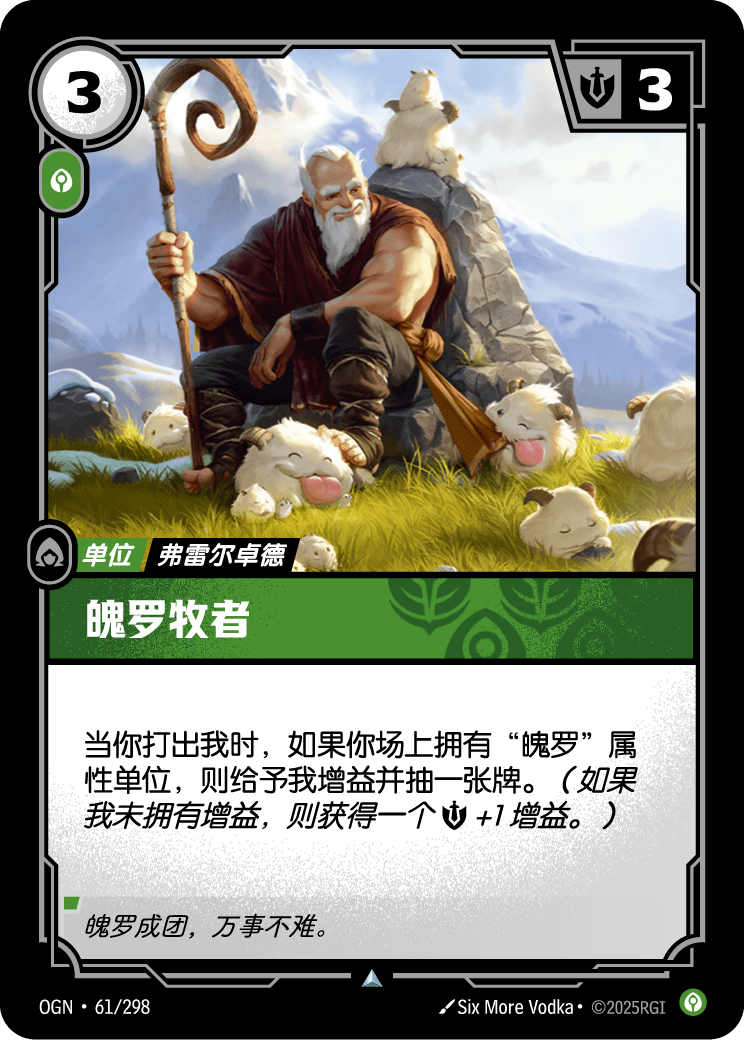 3
3
单位 弗雷尔卓德
魄罗牧者
当你打出我时，如果你场上拥有“魄罗”属
性单位，则给予我增益并抽一张牌。（如果
我未拥有增益，则获得一个 +1 增益。）
魄罗成团，万事不难。
OGN • 61/298 Six More Vodka • ©2025RGI